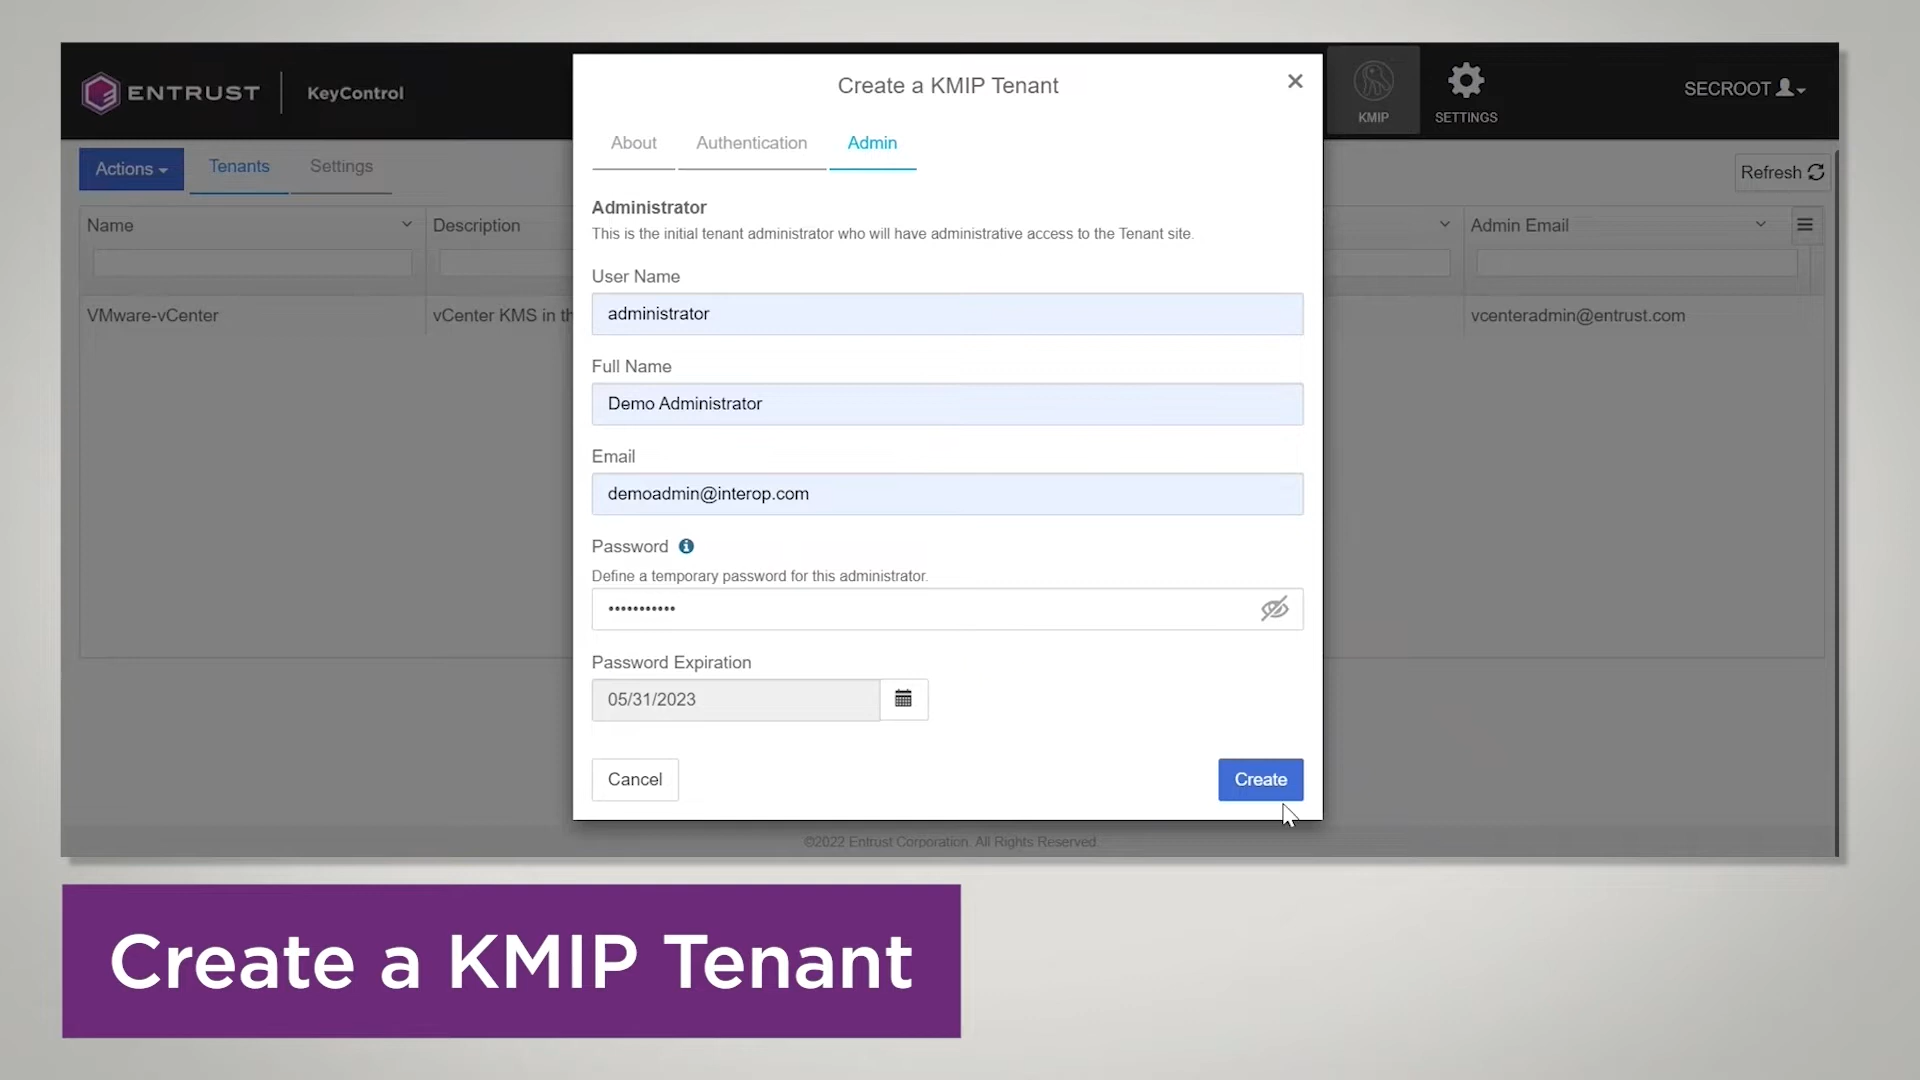 ENTRUST KeyControl
KMIP
SETTINGS
SECROOT
Actions
Tenants
Settings
Refresh
Name
Description
Admin Email
VMware-vCenter
vCenter KMS in th
vcenteradmin@entrust.com
Create a KMIP Tenant
×
About
Authentication
Admin
Administrator
This is the initial tenant administrator who will have administrative access to the Tenant site.
User Name
administrator
Full Name
Demo Administrator
Email
demoadmin@interop.com
Password
Define a temporary password for this administrator.
•••••••••••
Password Expiration
05/31/2023
Cancel
Create
©2022 Entrust Corporation. All Rights Reserved.
Create a KMIP Tenant